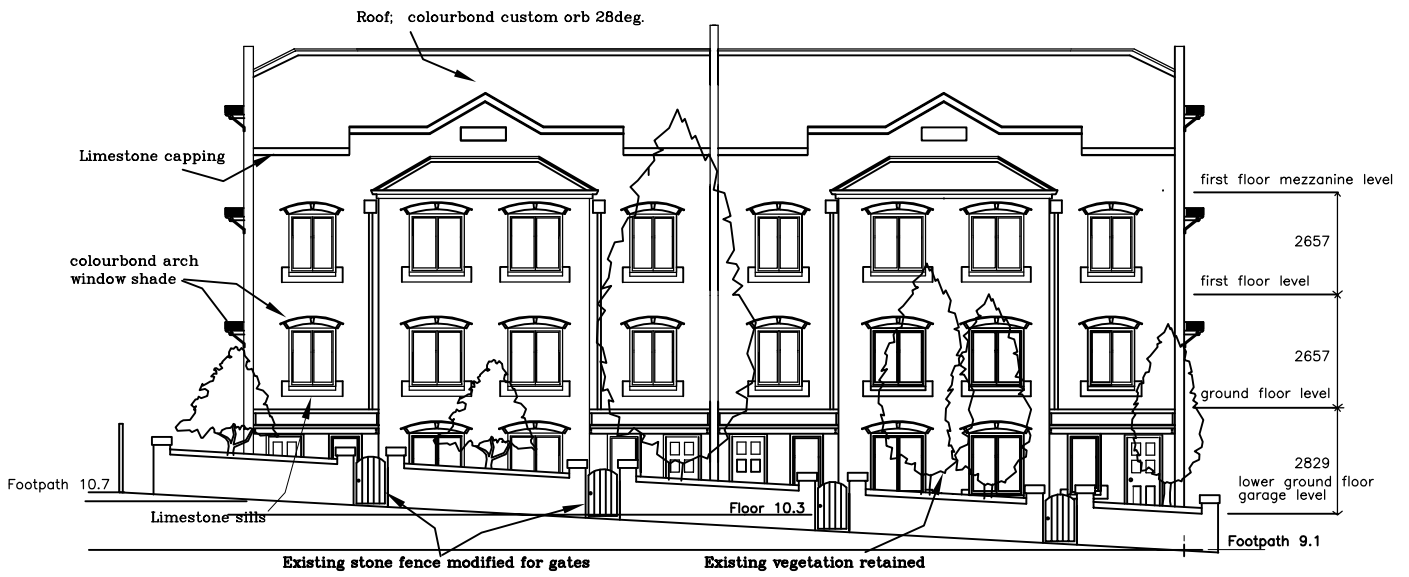 Roof; colourbond custom orb 28deg.
Limestone capping
first floor mezzanine level
2657
colourbond arch
window shade
first floor level
2657
ground floor level
2829
lower ground floor
garage level
Footpath 10.7
Limestone sills
Floor 10.3
Footpath 9.1
Existing stone fence modified for gates
Existing vegetation retained